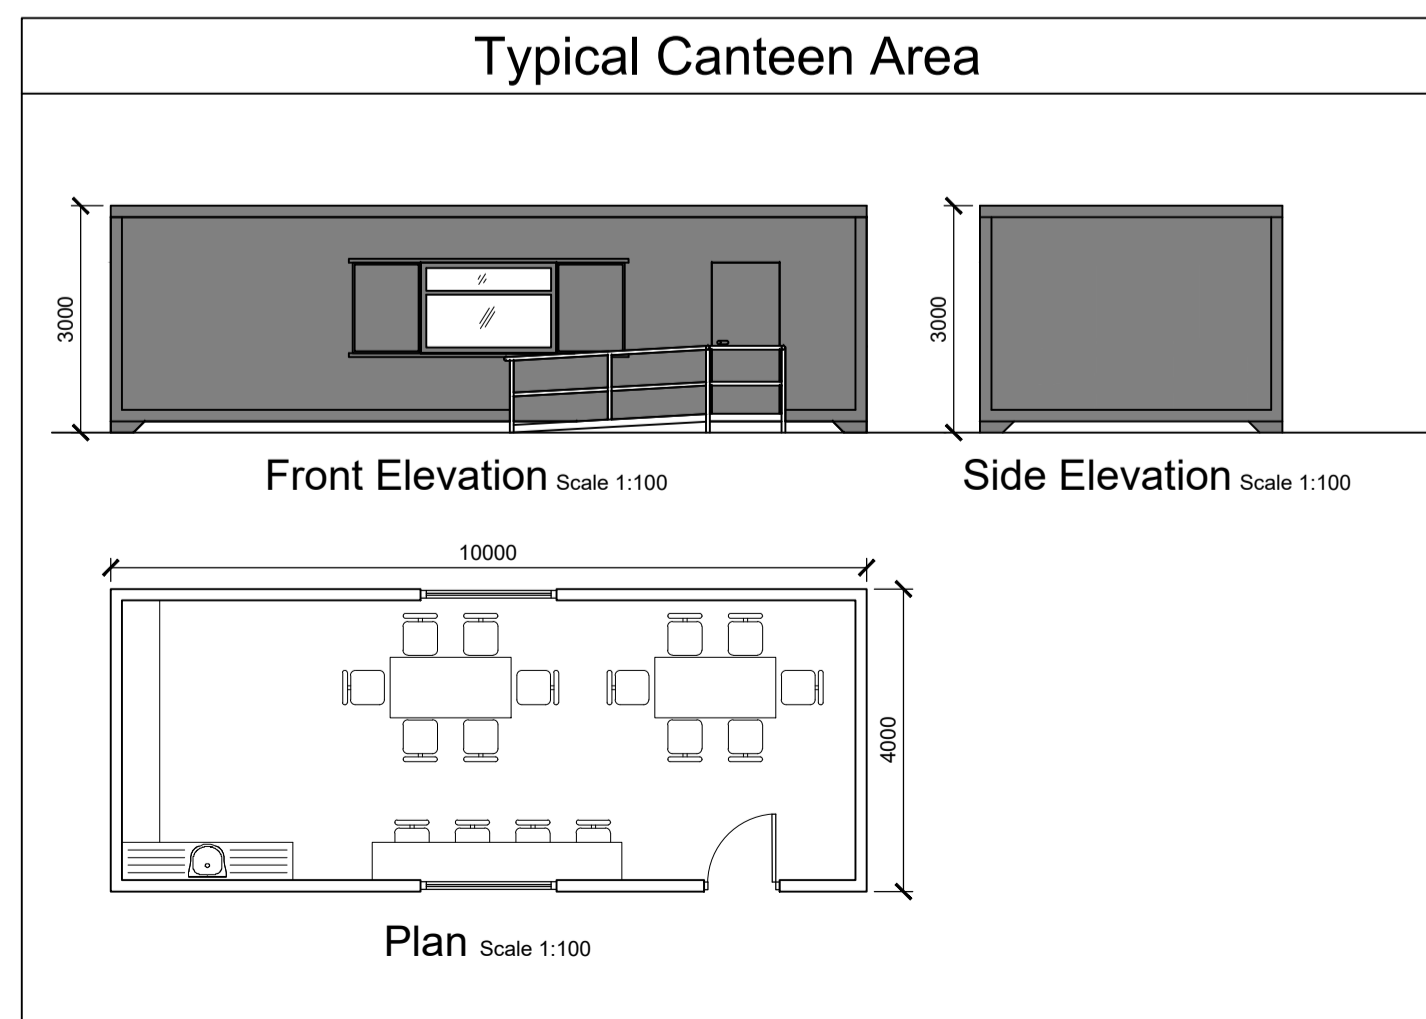 Typical Canteen Area
3000
3000
Front Elevation Scale 1:100
Side Elevation Scale 1:100
10000
4000
Plan Scale 1:100